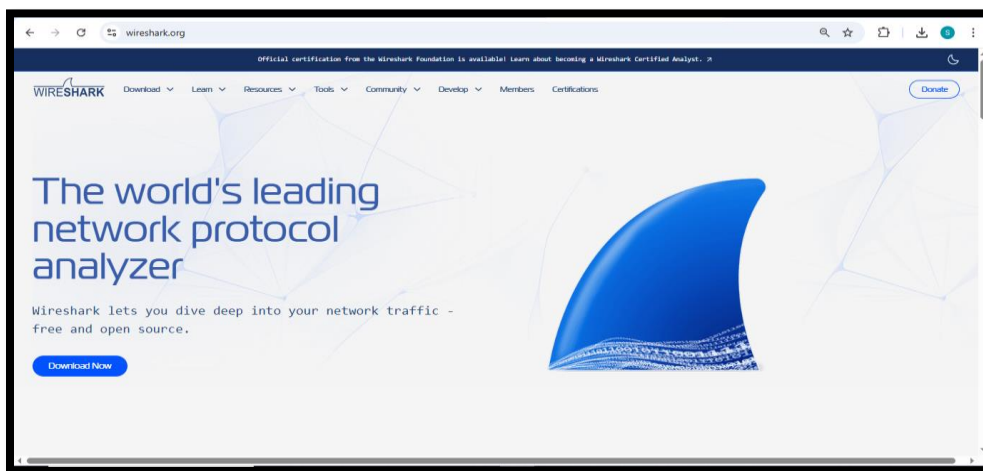 wireshark.org
S
Official certification from the Wireshark Foundation is available! Learn about becoming a Wireshark Certified Analyst.
WIRESHARK
Download Learn Resources Tools Community Develop Members Certifications
Donate
The world's leading
network protocol
analyzer
Wireshark lets you dive deep into your network traffic -
free and open source.
Download Now